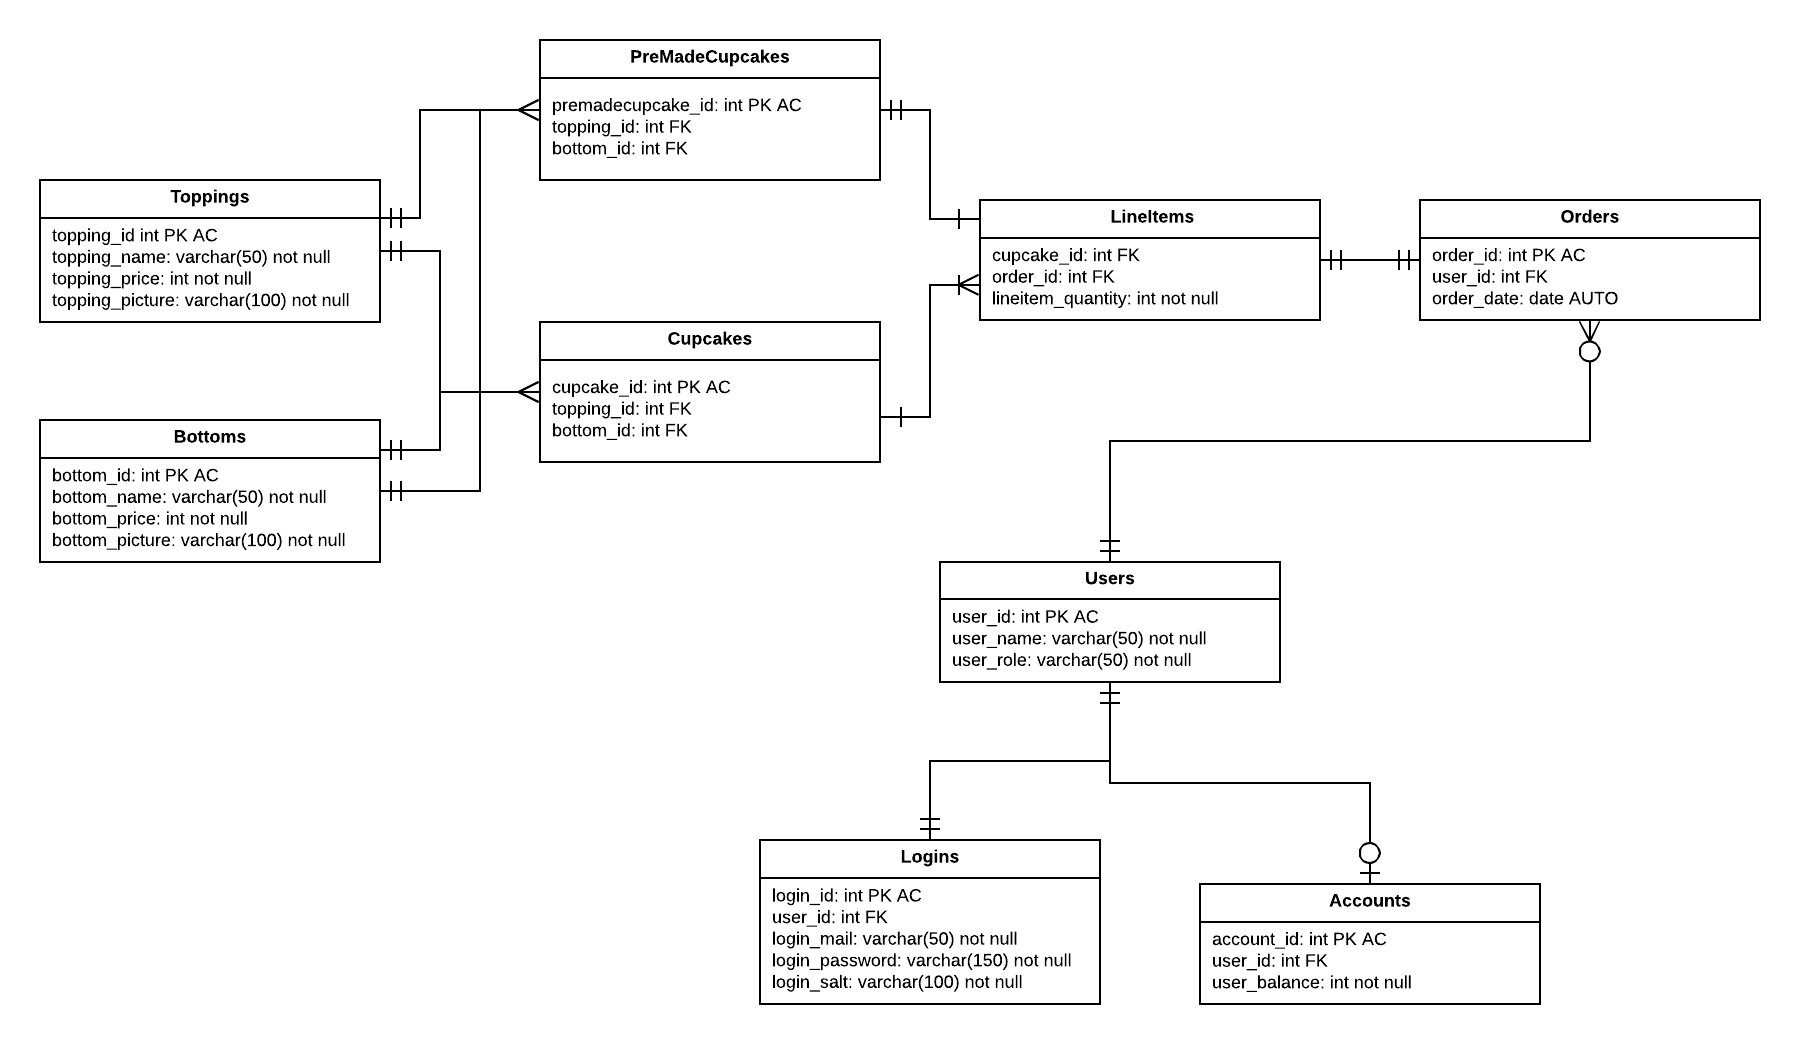 PreMadeCupcakes
premadecupcake_id: int PK AC
topping_id: int FK
bottom_id: int FK
Toppings
topping_id int PK AC
topping_name: varchar(50) not null
topping_price: int not null
topping_picture: varchar(100) not null
LineItems
cupcake_id: int FK
order_id: int FK
lineitem_quantity: int not null
Orders
order_id: int PK AC
user_id: int FK
order_date: date AUTO
Cupcakes
cupcake_id: int PK AC
topping_id: int FK
bottom_id: int FK
Bottoms
bottom_id: int PK AC
bottom_name: varchar(50) not null
bottom_price: int not null
bottom_picture: varchar(100) not null
Users
user_id: int PK AC
user_name: varchar(50) not null
user_role: varchar(50) not null
Logins
login_id: int PK AC
user_id: int FK
login_mail: varchar(50) not null
login_password: varchar(150) not null
login_salt: varchar(100) not null
Accounts
account_id: int PK AC
user_id: int FK
user_balance: int not null